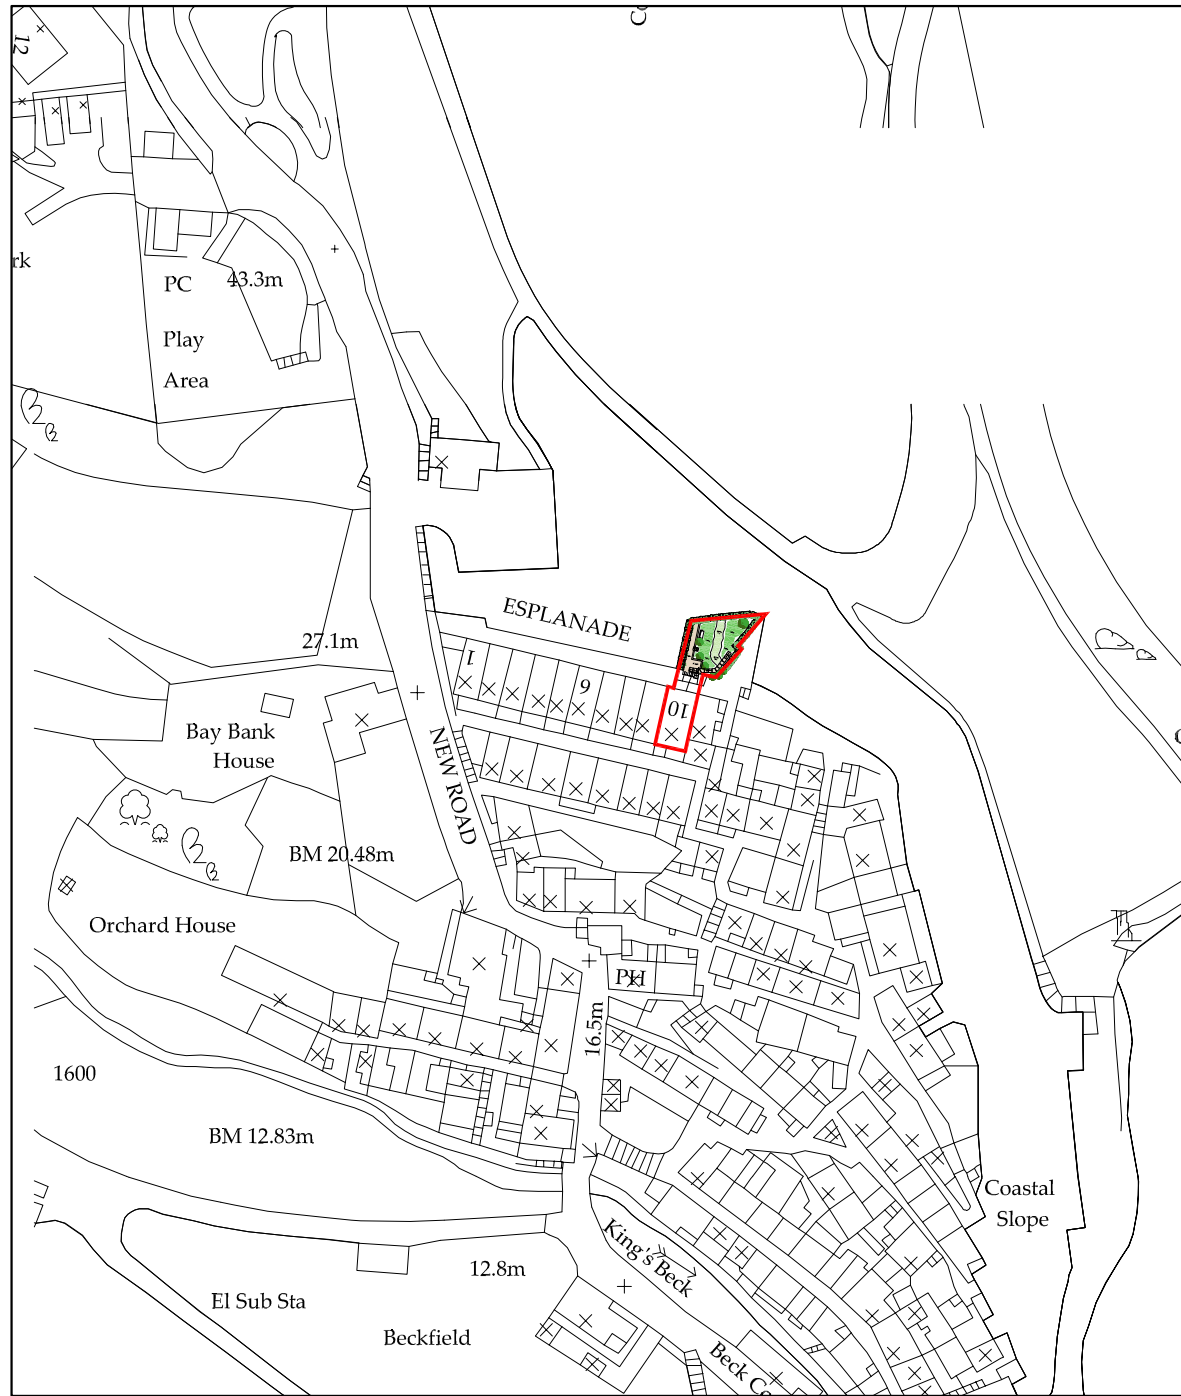 12
rk
PC
43.3m
Play
Area
ESPLANADE
27.1m
1
6
10
Bay Bank
House
NEW ROAD
BM 20.48m
Orchard House
PH
16.5m
1600
BM 12.83m
Coastal
Slope
King's Beck
12.8m
El Sub Sta
Beckfield
Beck